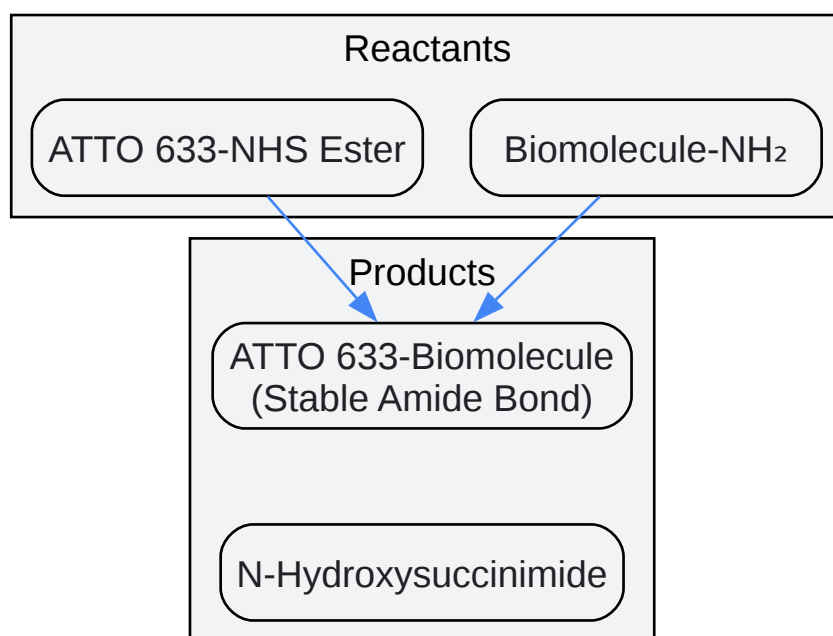 Reactants
ATTO 633-NHS Ester
Biomolecule-NH₂
Products
ATTO 633-Biomolecule
(Stable Amide Bond)
N-Hydroxysuccinimide